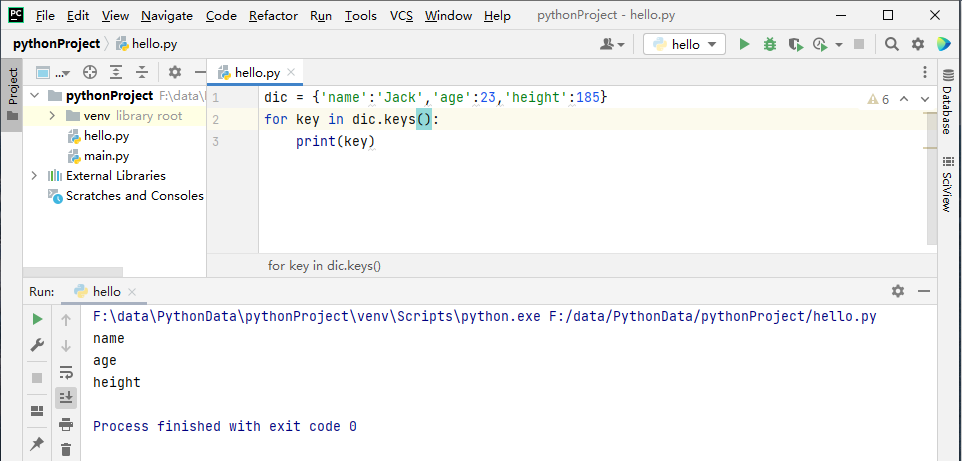 PC File Edit View Navigate Code Refactor Run Tools VCS Window Help pythonProject - hello.py
pythonProject hello.py hello
Project
... hello.py
pythonProject F:\data\
venv library root
hello.py
main.py
External Libraries
Scratches and Consoles
1 dic = {'name':'Jack','age':23,'height':185}
2 for key in dic.keys():
3 print(key)
6
for key in dic.keys()
Database
SciView
Run: hello
F:\data\PythonData\pythonProject\venv\Scripts\python.exe F:/data/PythonData/pythonProject/hello.py
name
age
height
Process finished with exit code 0